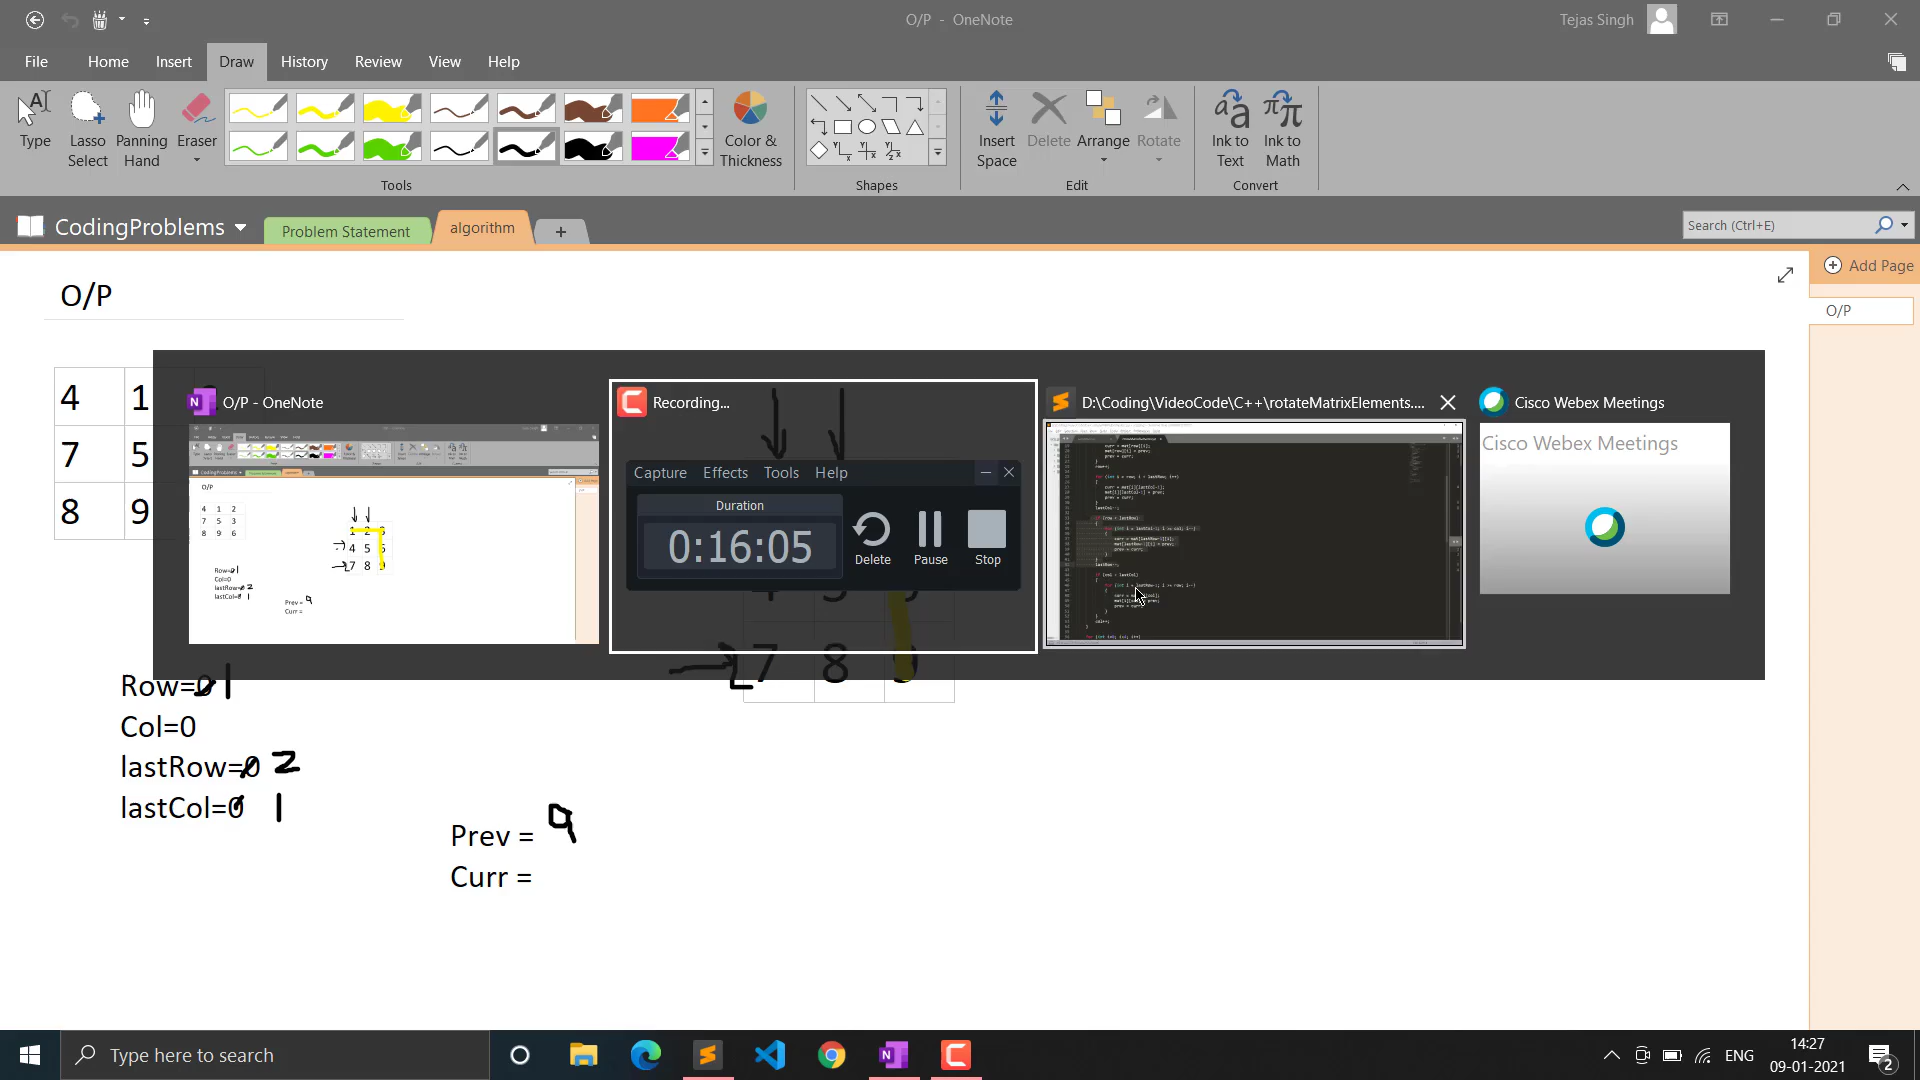 O/P - OneNote
Tejas Singh
File Home Insert Draw History Review View Help
Type
Lasso Select
Panning Hand
Eraser
Color & Thickness
Insert Space
Delete
Arrange
Rotate
Ink to Text
Ink to Math
Tools
Shapes
Edit
Convert
CodingProblems
Problem Statement
algorithm
+
Search (Ctrl+E)
Add Page
O/P
O/P
4 1
7 5
8 9
O/P - OneNote
Recording...
D:\Coding\VideoCode\C++\rotateMatrixElements....
Cisco Webex Meetings
Cisco Webex Meetings
Capture Effects Tools Help
Duration
0:16:05
Delete
Pause
Stop
7 8
Row=0 1
Col=0
lastRow=0 2
lastCol=0 1
Prev = 9
Curr =
Type here to search
ENG
14:27
09-01-2021
2